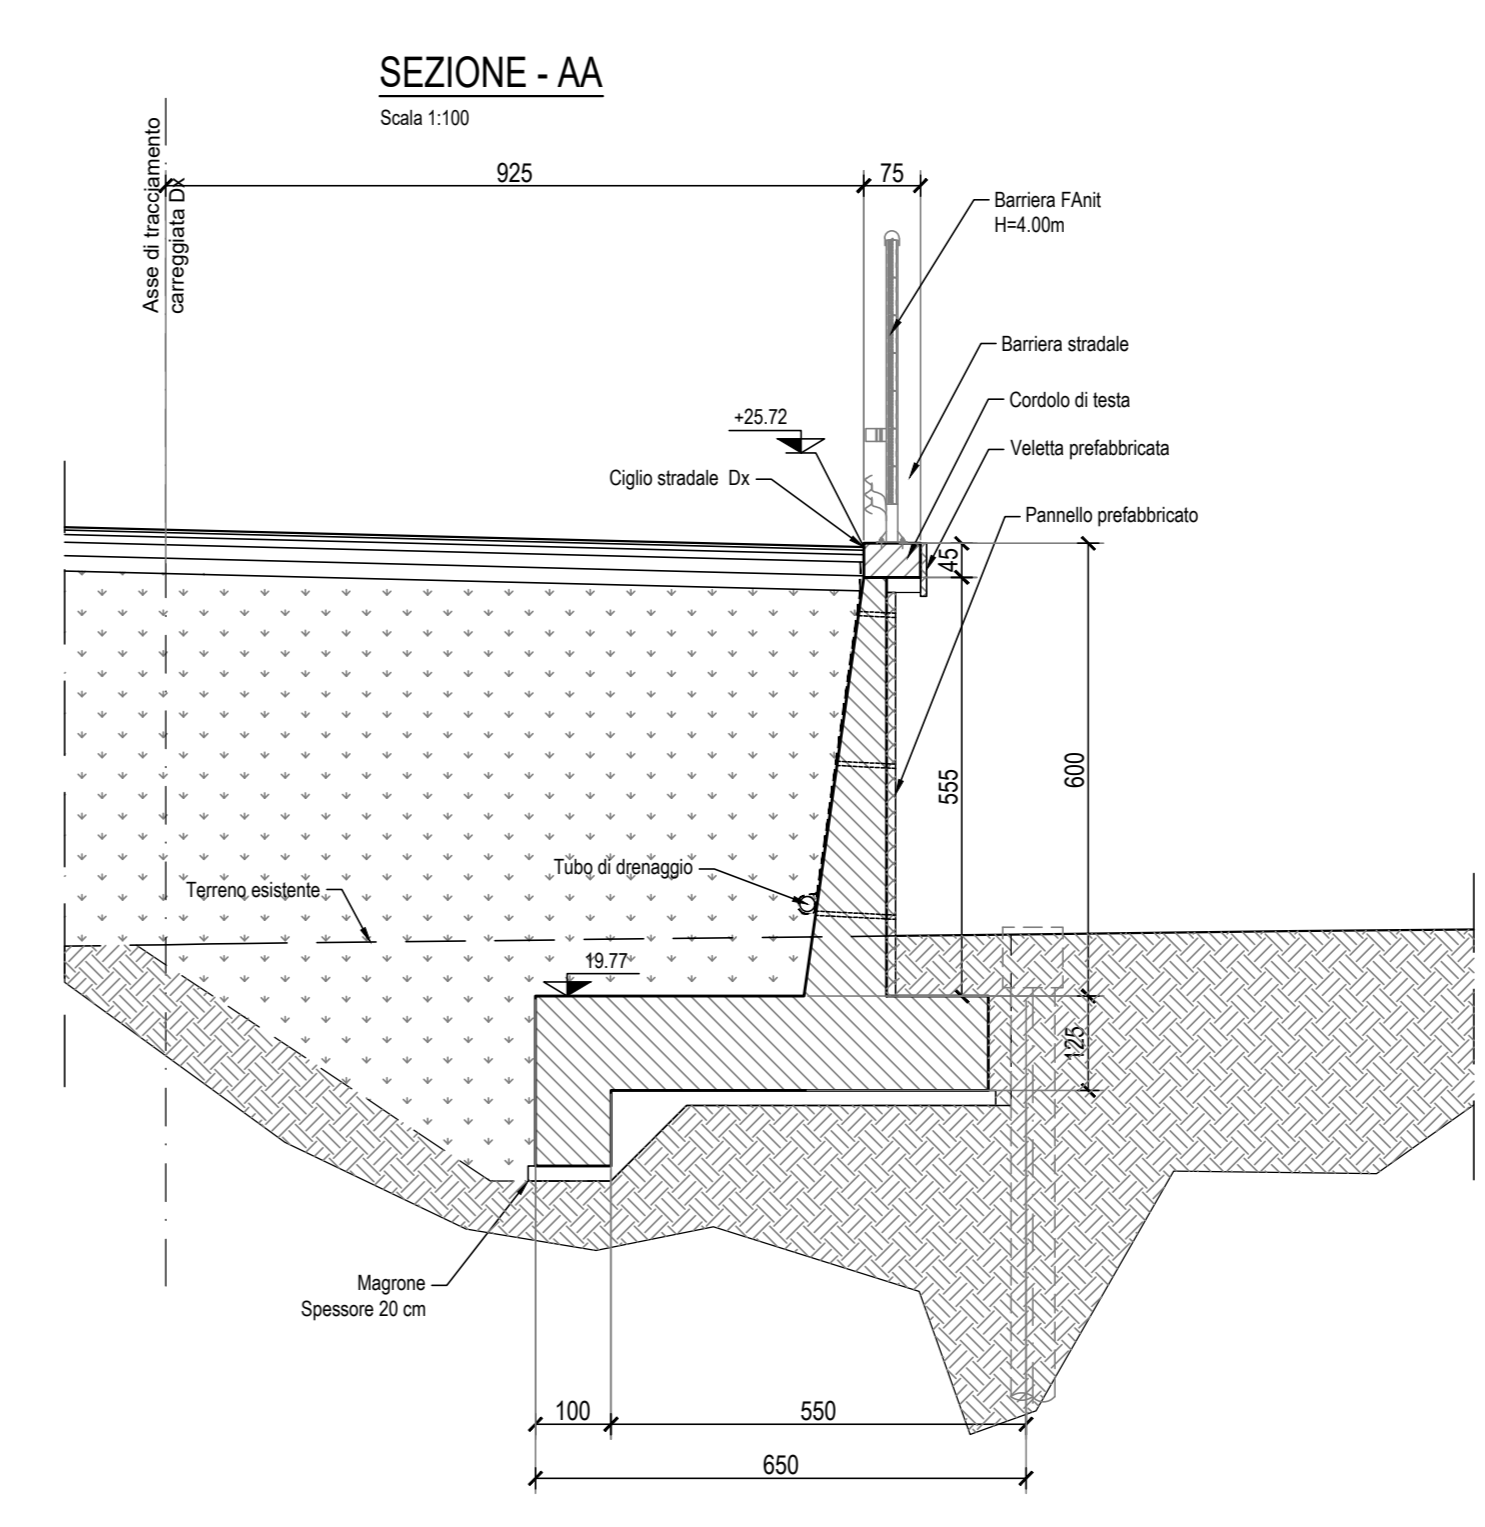 SEZIONE - AA
Scala 1:100
Asse di tracciamento
carreggiata Dx
925
75
Barriera FAnit
H=4.00m
Barriera stradale
Cordolo di testa
Veletta prefabbricata
Pannello prefabbricato
+25.72
Ciglio stradale Dx
45
555
600
Tubo di drenaggio
Terreno esistente
19.77
125
Magrone
Spessore 20 cm
100
550
650